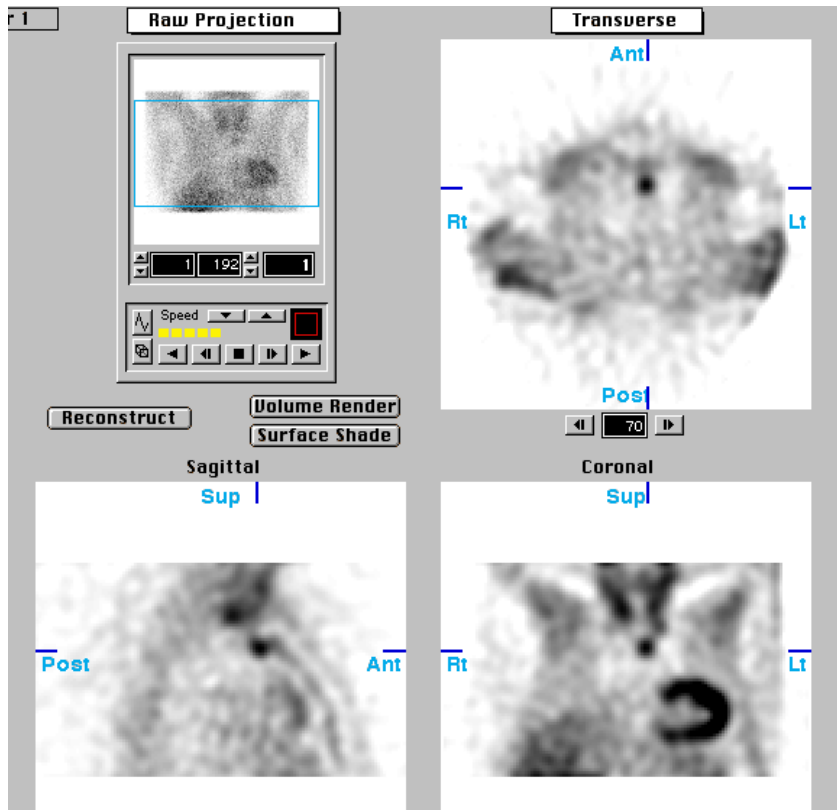 r 1
Raw Projection
Transverse
Ant
Rt
Lt
Post
1 192 1
Speed
Reconstruct
Volume Render
Surface Shade
70
Sagittal
Coronal
Sup
Post
Ant
Sup
Rt
Lt